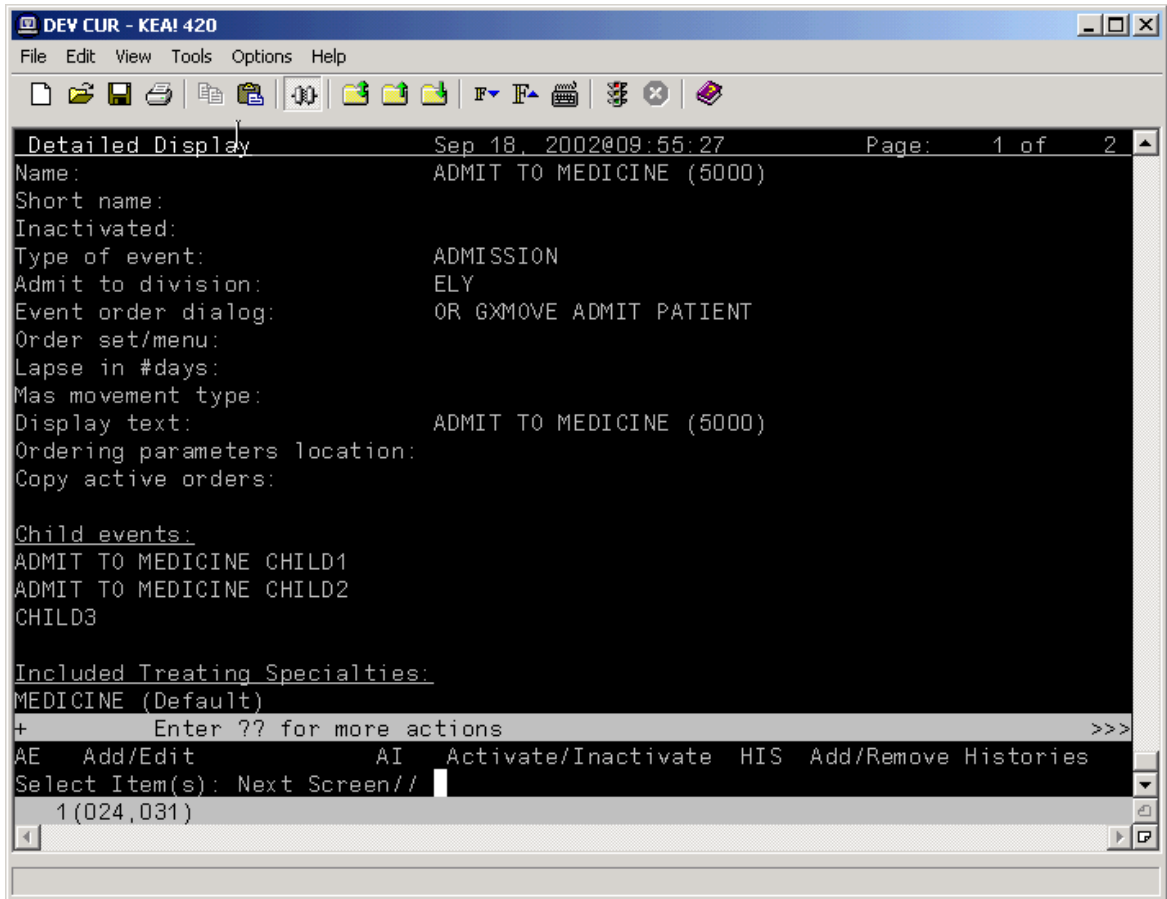 DEV CUR - KEA! 420
File Edit View Tools Options Help
Detailed Display Sep 18, 2002@09:55:27 Page: 1 of 2
Name: ADMIT TO MEDICINE (5000)
Short name:
Inactivated:
Type of event: ADMISSION
Admit to division: ELY
Event order dialog: OR GXMOVE ADMIT PATIENT
Order set/menu:
Lapse in #days:
Mas movement type:
Display text: ADMIT TO MEDICINE (5000)
Ordering parameters location:
Copy active orders:
Child events:
ADMIT TO MEDICINE CHILD1
ADMIT TO MEDICINE CHILD2
CHILD3
Included Treating Specialties:
MEDICINE (Default)
+ Enter ?? for more actions >>>
AE Add/Edit AI Activate/Inactivate HIS Add/Remove Histories
Select Item(s): Next Screen//
1(024,031)